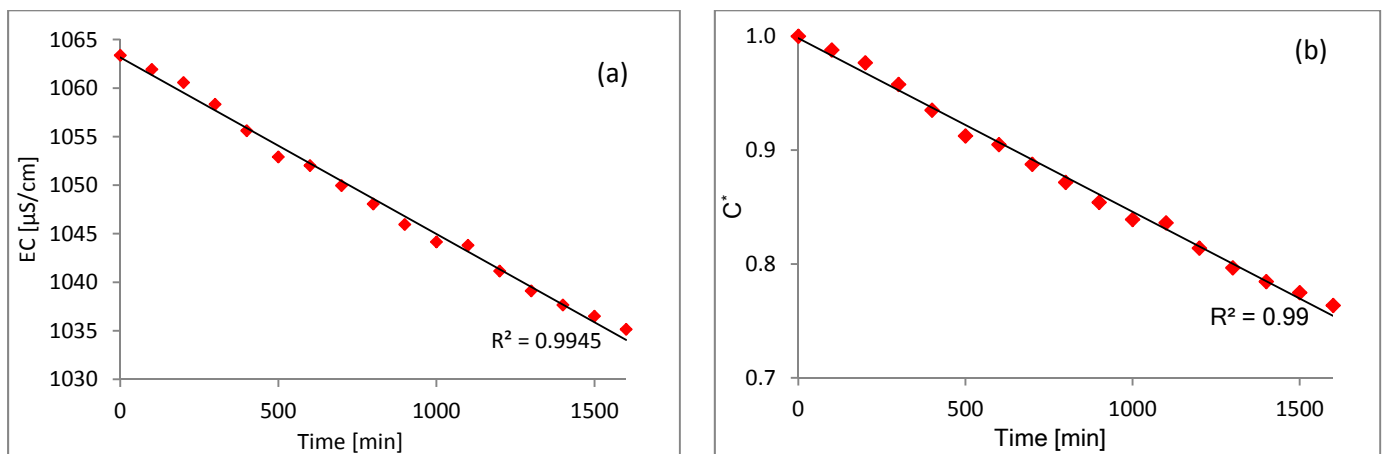 (a)
EC [µS/cm]
1065
1060
1055
1050
1045
1040
1035
1030
R² = 0.9945
0 500 1000 1500
Time [min]
(b)
C*
1.0
0.9
0.8
0.7
R² = 0.99
0 500 1000 1500
Time [min]